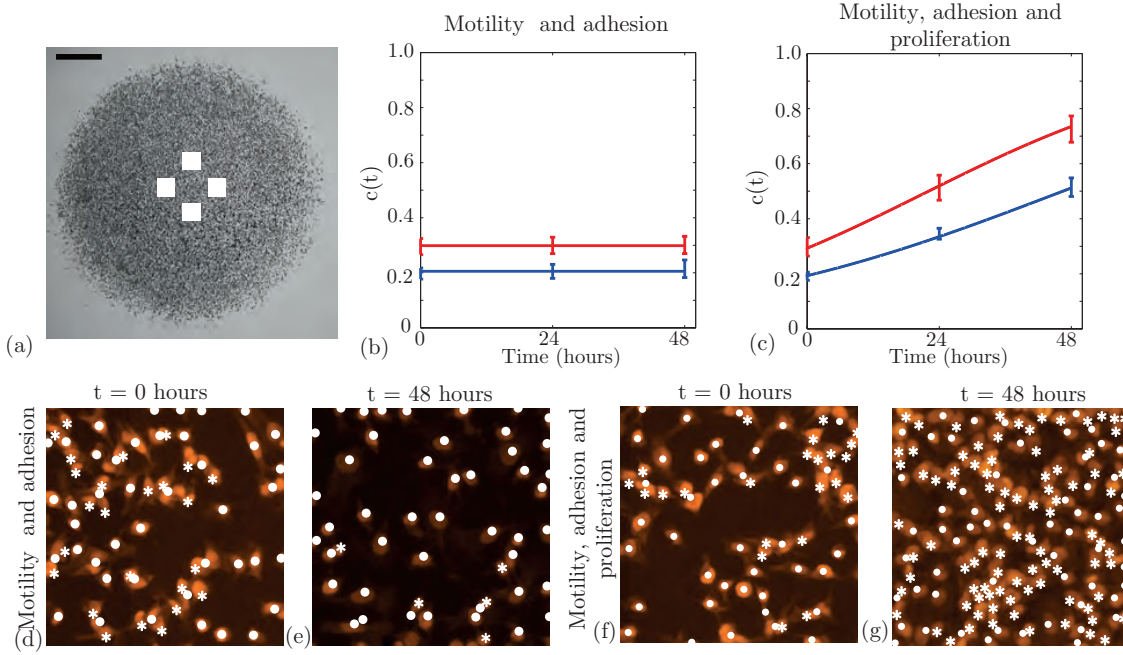 Motility and adhesion
Motility, adhesion and
proliferation
1.0
0.8
0.6
0.4
0.2
0
c(t)
0
24
48
Time (hours)
1.0
0.8
0.6
0.4
0.2
0
c(t)
0
24
48
Time (hours)
(a)
(b)
(c)
t = 0 hours
t = 48 hours
t = 0 hours
t = 48 hours
Motility and adhesion
Motility, adhesion and
proliferation
(d)
(e)
(f)
(g)